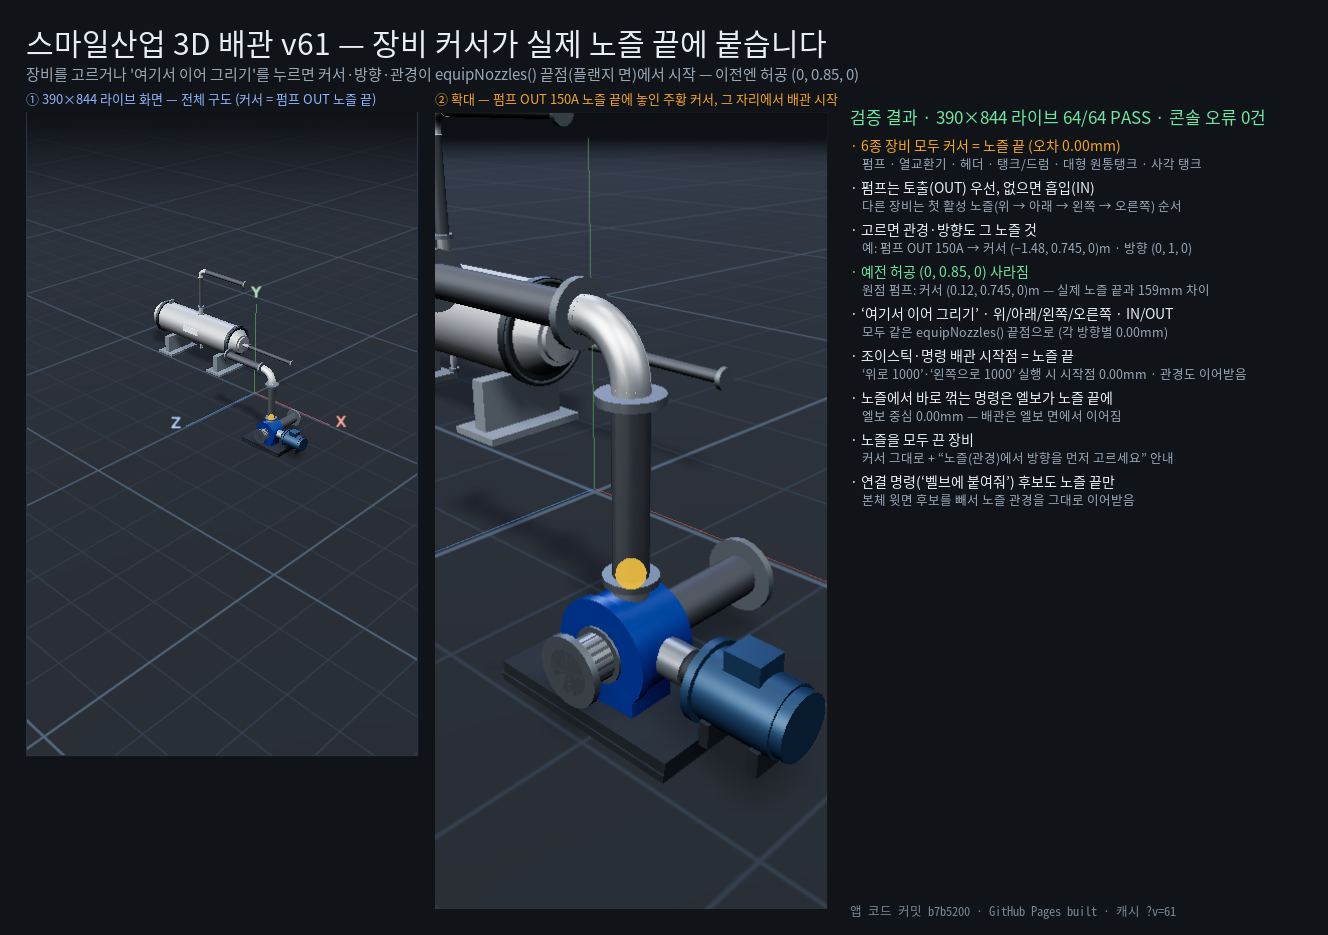 스마일산업 3D 배관 v61 — 장비 커서가 실제 노즐 끝에 붙습니다
장비를 고르거나 '여기서 이어 그리기'를 누르면 커서·방향·관경이 equipNozzles() 끝점(플랜지 면)에서 시작 — 이전엔 허공 (0, 0.85, 0)
① 390×844 라이브 화면 — 전체 구도 (커서 = 펌프 OUT 노즐 끝)
Y
Z
X
② 확대 — 펌프 OUT 150A 노즐 끝에 놓인 주황 커서, 그 자리에서 배관 시작
검증 결과 · 390×844 라이브 64/64 PASS · 콘솔 오류 0건
· 6종 장비 모두 커서 = 노즐 끝 (오차 0.00mm)
펌프 · 열교환기 · 헤더 · 탱크/드럼 · 대형 원통탱크 · 사각 탱크
· 펌프는 토출(OUT) 우선, 없으면 흡입(IN)
다른 장비는 첫 활성 노즐(위 → 아래 → 왼쪽 → 오른쪽) 순서
· 고르면 관경·방향도 그 노즐 것
예: 펌프 OUT 150A → 커서 (−1.48, 0.745, 0)m · 방향 (0, 1, 0)
· 예전 허공 (0, 0.85, 0) 사라짐
원점 펌프: 커서 (0.12, 0.745, 0)m — 실제 노즐 끝과 159mm 차이
· ‘여기서 이어 그리기’ · 위/아래/왼쪽/오른쪽 · IN/OUT
모두 같은 equipNozzles() 끝점으로 (각 방향별 0.00mm)
· 조이스틱·명령 배관 시작점 = 노즐 끝
‘위로 1000’·‘왼쪽으로 1000’ 실행 시 시작점 0.00mm · 관경도 이어받음
· 노즐에서 바로 꺾는 명령은 엘보가 노즐 끝에
엘보 중심 0.00mm — 배관은 엘보 면에서 이어짐
· 노즐을 모두 끈 장비
커서 그대로 + “노즐(관경)에서 방향을 먼저 고르세요” 안내
· 연결 명령(‘벨브에 붙여줘’) 후보도 노즐 끝만
본체 윗면 후보를 빼서 노즐 관경을 그대로 이어받음
앱 코드 커밋 b7b5200 · GitHub Pages built · 캐시 ?v=61